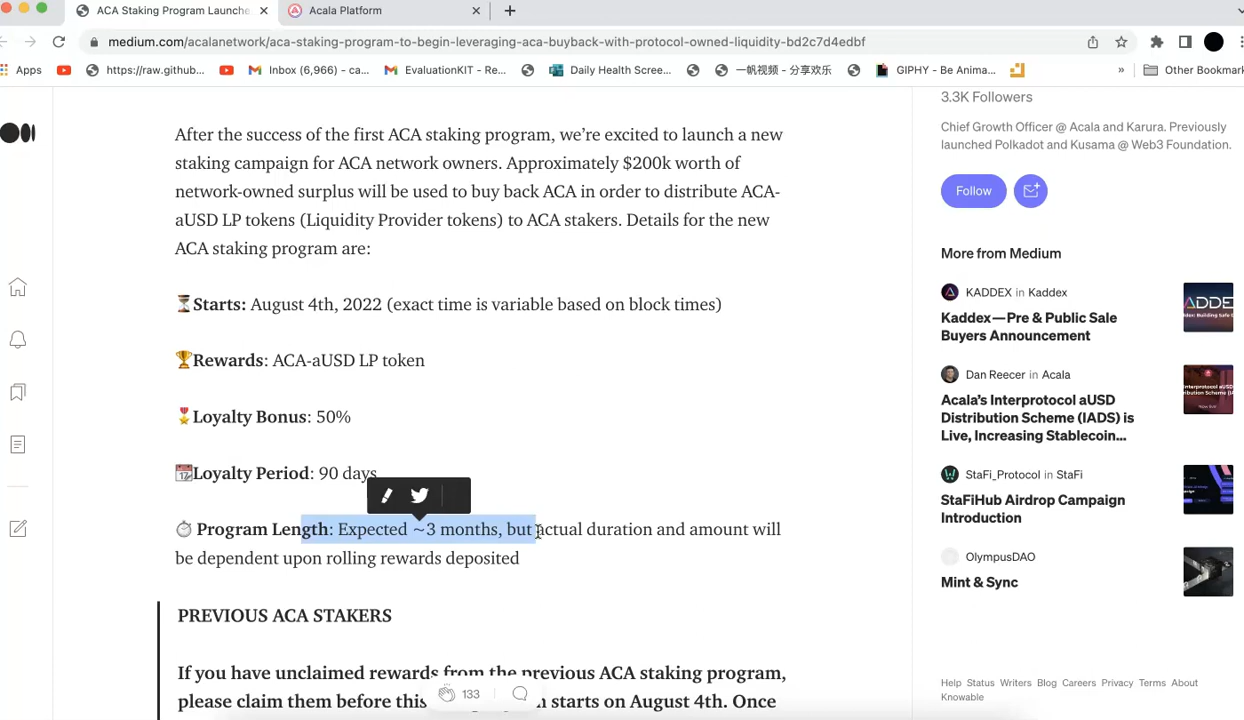 ACA Staking Program Launche
Acala Platform
medium.com/acalanetwork/aca-staking-program-to-begin-leveraging-aca-buyback-with-protocol-owned-liquidity-bd2c7d4edbf
Apps
https://raw.github...
Inbox (6,966) – ca...
EvaluationKIT - Re...
Daily Health Scree...
一帆视频 - 分享欢乐
GIPHY - Be Anima...
»
Other Bookmark
After the success of the first ACA staking program, we're excited to launch a new
staking campaign for ACA network owners. Approximately $200k worth of
network-owned surplus will be used to buy back ACA in order to distribute ACA-
aUSD LP tokens (Liquidity Provider tokens) to ACA stakers. Details for the new
ACA staking program are:
⏳Starts: August 4th, 2022 (exact time is variable based on block times)
🏆Rewards: ACA-aUSD LP token
🎖Loyalty Bonus: 50%
📆Loyalty Period: 90 days
⏱ Program Length: Expected ~3 months, but actual duration and amount will
be dependent upon rolling rewards deposited
PREVIOUS ACA STAKERS
If you have unclaimed rewards from the previous ACA staking program,
please claim them before this starts on August 4th. Once
133
3.3K Followers
Chief Growth Officer @ Acala and Karura. Previously
launched Polkadot and Kusama @ Web3 Foundation.
Follow
More from Medium
KADDEX in Kaddex
Kaddex—Pre & Public Sale
Buyers Announcement
Dan Reecer in Acala
Acala's Interprotocol aUSD
Distribution Scheme (IADS) is
Live, Increasing Stablecoin...
StaFi_Protocol in StaFi
StaFiHub Airdrop Campaign
Introduction
OlympusDAO
Mint & Sync
Help Status Writers Blog Careers Privacy Terms About
Knowable